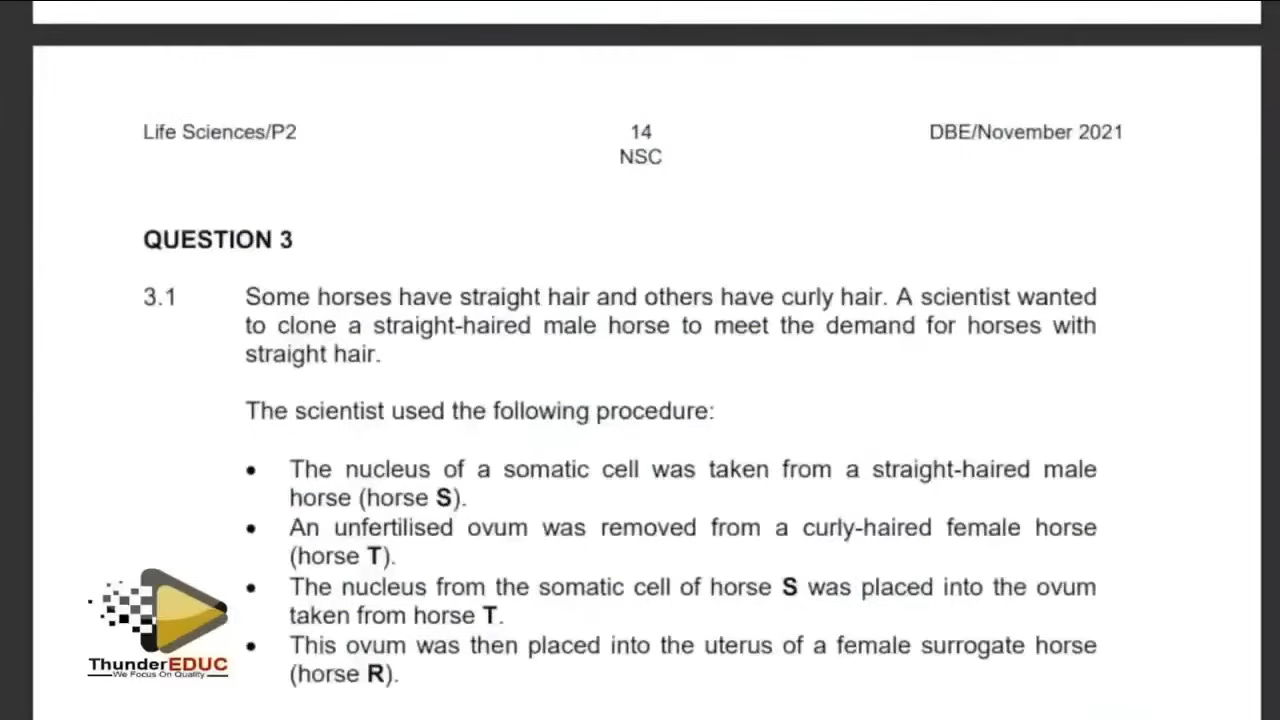 Life Sciences/P2 14 DBE/November 2021
NSC
QUESTION 3
3.1 Some horses have straight hair and others have curly hair. A scientist wanted
to clone a straight-haired male horse to meet the demand for horses with
straight hair.
The scientist used the following procedure:
• The nucleus of a somatic cell was taken from a straight-haired male
horse (horse S).
• An unfertilised ovum was removed from a curly-haired female horse
(horse T).
• The nucleus from the somatic cell of horse S was placed into the ovum
taken from horse T.
• This ovum was then placed into the uterus of a female surrogate horse
(horse R).
ThunderEDUC
We Focus On Quality